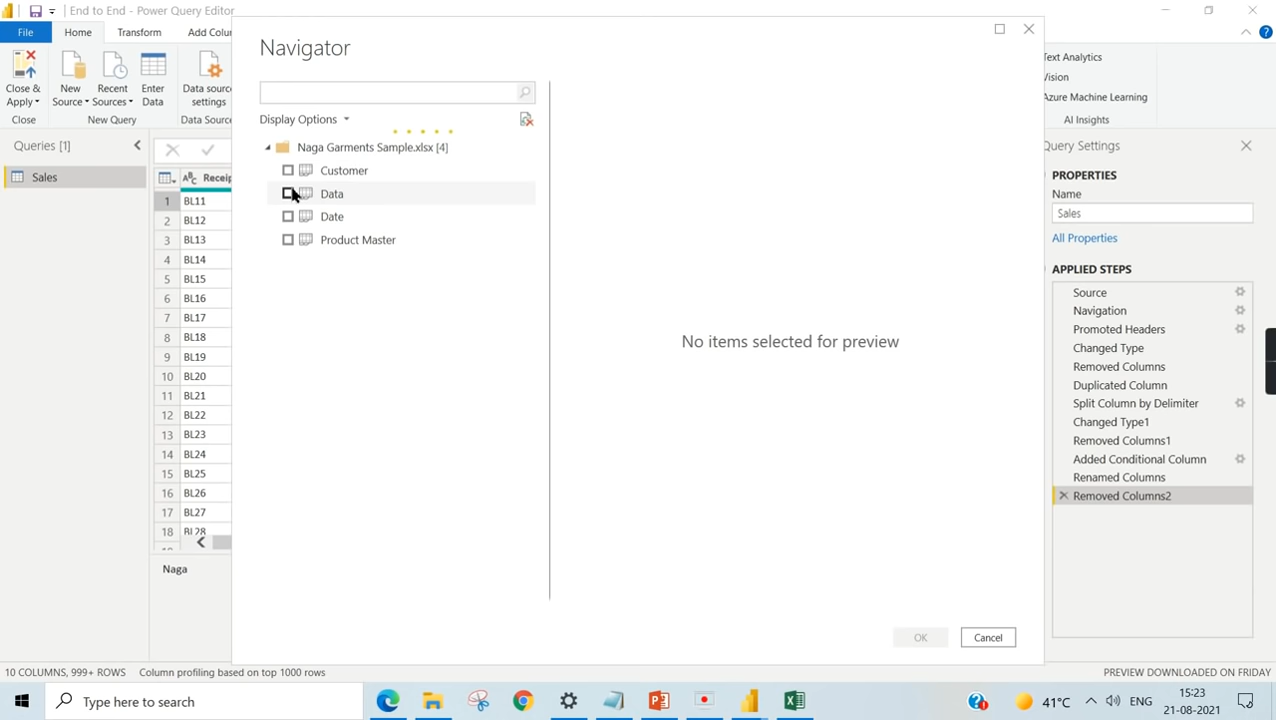 End to End - Power Query Editor
File
Home
Transform
Add Colu
Close &
Apply
New
Source
Recent
Sources
Enter
Data
Data source
settings
Close
New Query
Data Source
Text Analytics
Vision
Azure Machine Learning
AI Insights
Queries [1]
Sales
ABC Receip
1 BL11
2 BL12
3 BL13
4 BL14
5 BL15
6 BL16
7 BL17
8 BL18
9 BL19
10 BL20
11 BL21
12 BL22
13 BL23
14 BL24
15 BL25
16 BL26
17 BL27
18 BL28
Naga
Navigator
Display Options
Naga Garments Sample.xlsx [4]
Customer
Data
Date
Product Master
No items selected for preview
OK
Cancel
Query Settings
PROPERTIES
Name
Sales
All Properties
APPLIED STEPS
Source
Navigation
Promoted Headers
Changed Type
Removed Columns
Duplicated Column
Split Column by Delimiter
Changed Type1
Removed Columns1
Added Conditional Column
Renamed Columns
Removed Columns2
10 COLUMNS, 999+ ROWS
Column profiling based on top 1000 rows
PREVIEW DOWNLOADED ON FRIDAY
Type here to search
41°C
ENG
15:23
21-08-2021